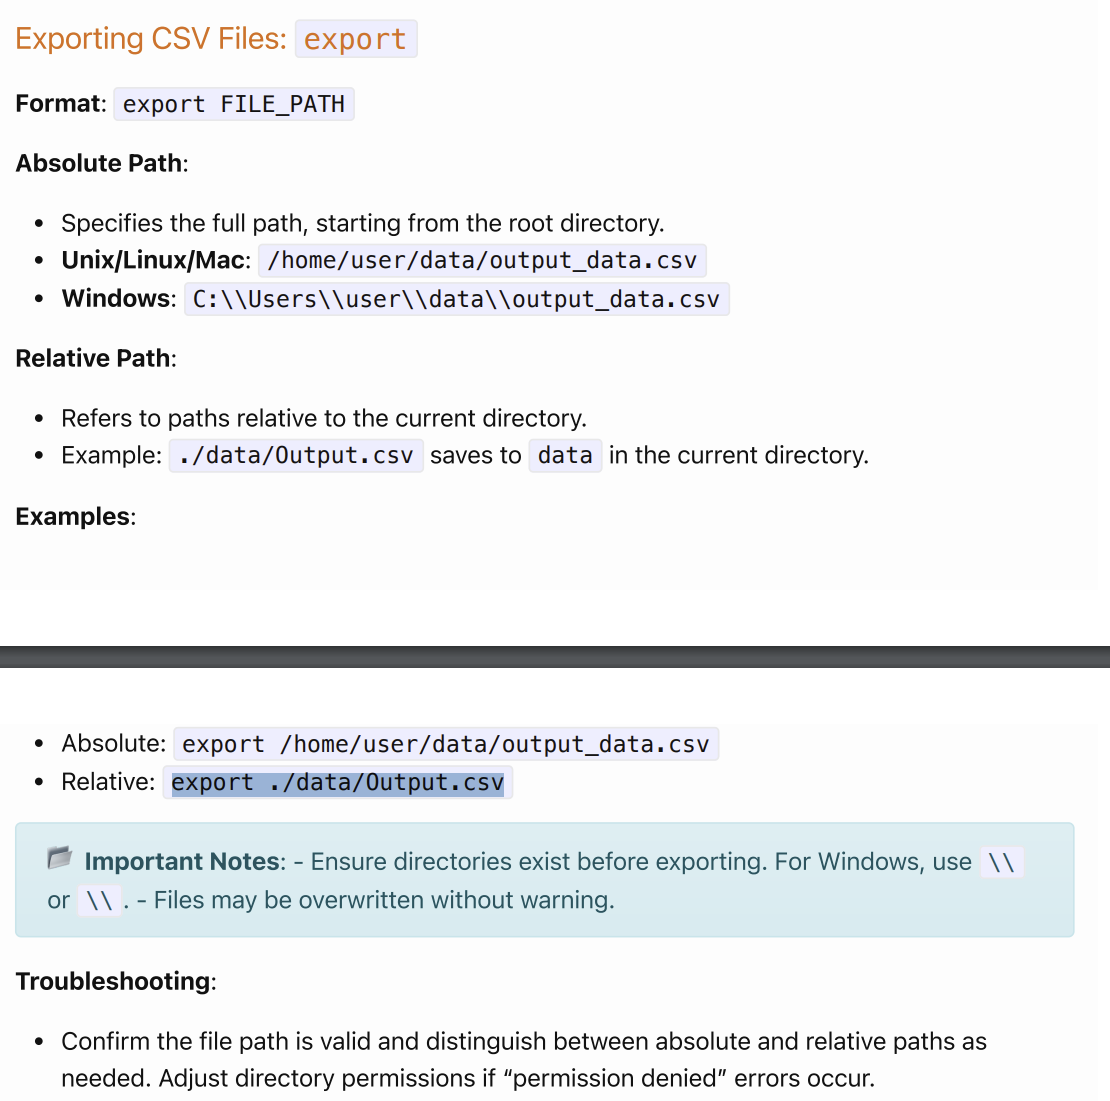 Exporting CSV Files: export
Format: export FILE_PATH
Absolute Path:
• Specifies the full path, starting from the root directory.
• Unix/Linux/Mac: /home/user/data/output_data.csv
• Windows: C:\\Users\\user\\data\\output_data.csv
Relative Path:
• Refers to paths relative to the current directory.
• Example: ./data/Output.csv saves to data in the current directory.
Examples:
• Absolute: export /home/user/data/output_data.csv
• Relative: export ./data/Output.csv
Important Notes: - Ensure directories exist before exporting. For Windows, use \\
or \\ . - Files may be overwritten without warning.
Troubleshooting:
• Confirm the file path is valid and distinguish between absolute and relative paths as
needed. Adjust directory permissions if “permission denied” errors occur.